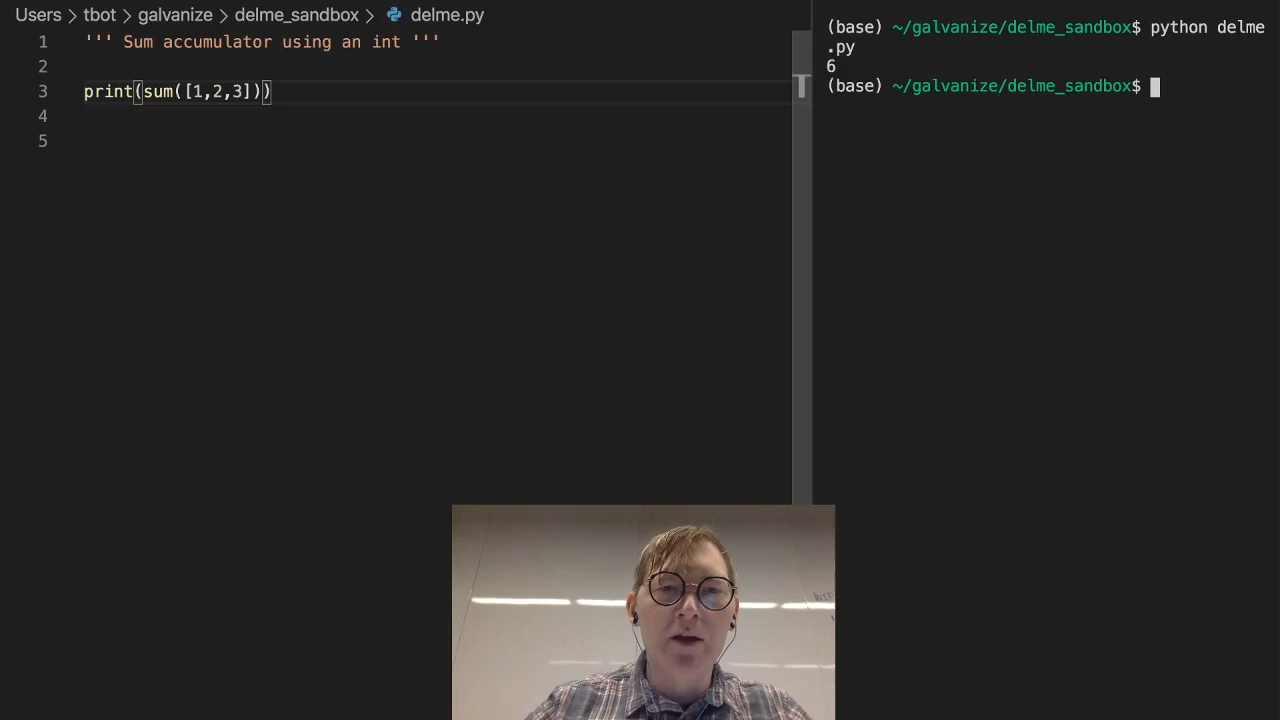 Users > tbot > galvanize > delme_sandbox > delme.py
1 ''' Sum accumulator using an int '''
2
3 print(sum([1,2,3]))
4
5
(base) ~/galvanize/delme_sandbox$ python delme
.py
6
(base) ~/galvanize/delme_sandbox$